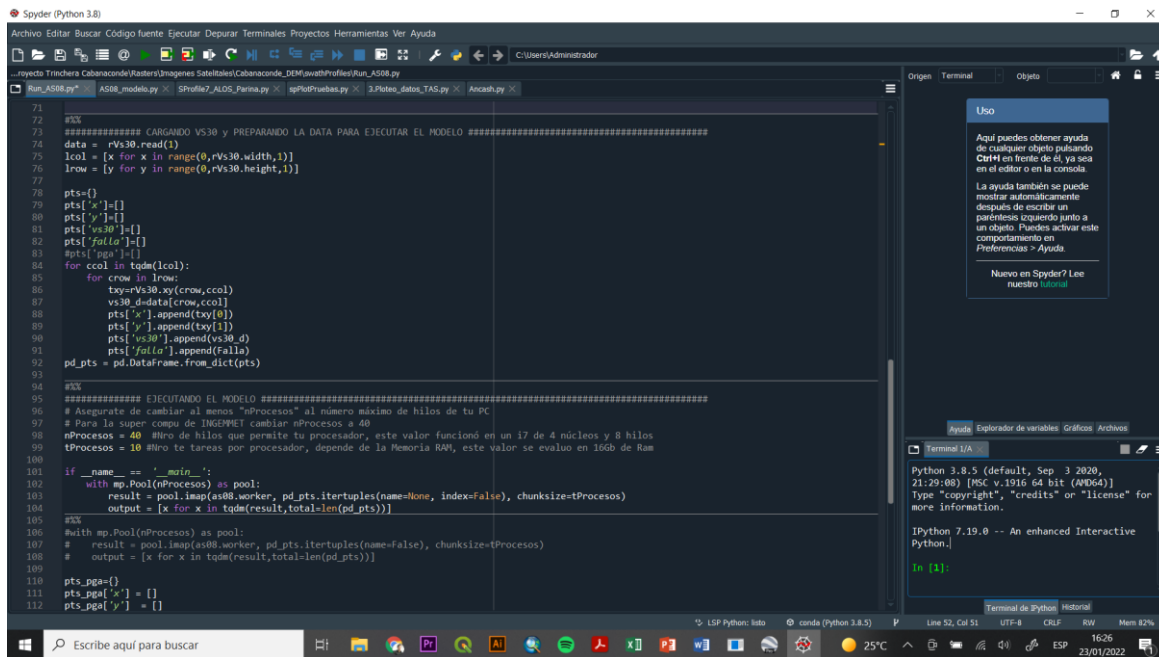 Spyder (Python 3.8)
Archivo Editar Buscar Código fuente Ejecutar Depurar Terminales Proyectos Herramientas Ver Ayuda
C:\Users\Administrador
...royecto Trinchera Cabanaconde\Rasters\Imagenes Satelitales\Cabanaconde_DEM\swathProfiles\Run_AS08.py
Run_AS08.py* AS08_modelo.py SProfile7_ALOS_Parina.py spPlotPruebas.py 3.Ploteo_datos_TAS.py Ancash.py
71
72 #%%
73 ############## CARGANDO VS30 y PREPARANDO LA DATA PARA EJECUTAR EL MODELO #############################################
74 data = rVs30.read(1)
75 lcol = [x for x in range(0,rVs30.width,1)]
76 lrow = [y for y in range(0,rVs30.height,1)]
77
78 pts={}
79 pts['x']=[]
80 pts['y']=[]
81 pts['vs30']=[]
82 pts['falla']=[]
83 #pts['pga']=[]
84 for ccol in tqdm(lcol):
85     for crow in lrow:
86         txy=rVs30.xy(crow,ccol)
87         vs30_d=data[crow,ccol]
88         pts['x'].append(txy[0])
89         pts['y'].append(txy[1])
90         pts['vs30'].append(vs30_d)
91         pts['falla'].append(Falla)
92 pd_pts = pd.DataFrame.from_dict(pts)
93
94 #%%
95 ############## EJECUTANDO EL MODELO ####################################################################################
96 # Asegurate de cambiar al menos "nProcesos" al número máximo de hilos de tu PC
97 # Para la super compu de INGEMMET cambiar nProcesos a 40
98 nProcesos = 40  #Nro de hilos que permite tu procesador, este valor funcionó en un i7 de 4 núcleos y 8 hilos
99 tProcesos = 10 #Nro te tareas por procesador, depende de la Memoria RAM, este valor se evaluo en 16Gb de Ram
100
101 if __name__ == '__main__':
102     with mp.Pool(nProcesos) as pool:
103         result = pool.imap(as08.worker, pd_pts.itertuples(name=None, index=False), chunksize=tProcesos)
104         output = [x for x in tqdm(result,total=len(pd_pts))]
105 #%%
106 #with mp.Pool(nProcesos) as pool:
107 #    result = pool.imap(as08.worker, pd_pts.itertuples(name=False), chunksize=tProcesos)
108 #    output = [x for x in tqdm(result,total=len(pd_pts))]
109
110 pts_pga={}
111 pts_pga['x'] = []
112 pts_pga['y']  = []
Origen Terminal Objeto
Uso
Aquí puedes obtener ayuda
de cualquier objeto pulsando
Ctrl+I en frente de él, ya sea
en el editor o en la consola.
La ayuda también se puede
mostrar automáticamente
después de escribir un
paréntesis izquierdo junto a
un objeto. Puedes activar este
comportamiento en
Preferencias > Ayuda.
Nuevo en Spyder? Lee
nuestro tutorial
Ayuda Explorador de variables Gráficos Archivos
Terminal 1/A
Python 3.8.5 (default, Sep  3 2020,
21:29:08) [MSC v.1916 64 bit (AMD64)]
Type "copyright", "credits" or "license" for
more information.
IPython 7.19.0 -- An enhanced Interactive
Python.
In [1]:
Terminal de IPython Historial
LSP Python: listo conda (Python 3.8.5) Line 52, Col 51 UTF-8 CRLF RW Mem 82%
Escribe aquí para buscar
25°C
ESP
16:26
23/01/2022